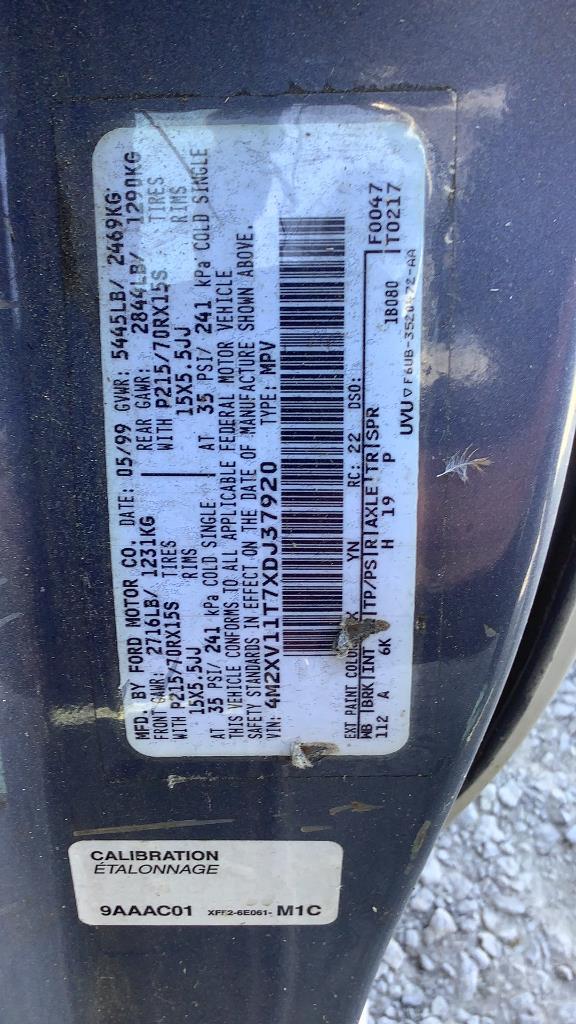 MFD. BY FORD MOTOR CO. DATE: 05/99 GVWR: 5445LB/ 2469KG
FRONT GAWR: 2716LB/ 1231KG REAR GAWR: 2844LB/ 1290KG
WITH P215/70RX15S TIRES WITH P215/70RX15S TIRES
15X5.5JJ RIMS 15X5.5JJ RIMS
AT 35 PSI/ 241 kPa COLD SINGLE AT 35 PSI/ 241 kPa COLD SINGLE
THIS VEHICLE CONFORMS TO ALL APPLICABLE FEDERAL MOTOR VEHICLE
SAFETY STANDARDS IN EFFECT ON THE DATE OF MANUFACTURE SHOWN ABOVE.
VIN: 4M2XV11T7XDJ37920 TYPE: MPV
F0047
T0217
EXT PAINT YN RC: 22 DSO: 1B080
WB BRK INT TP/PS R AXLE TR SPR
112 A 6K H 19 P
UVU F6UB-3520472-AA
CALIBRATION
ÉTALONNAGE
9AAAC01 XFF2-6E061- M1C